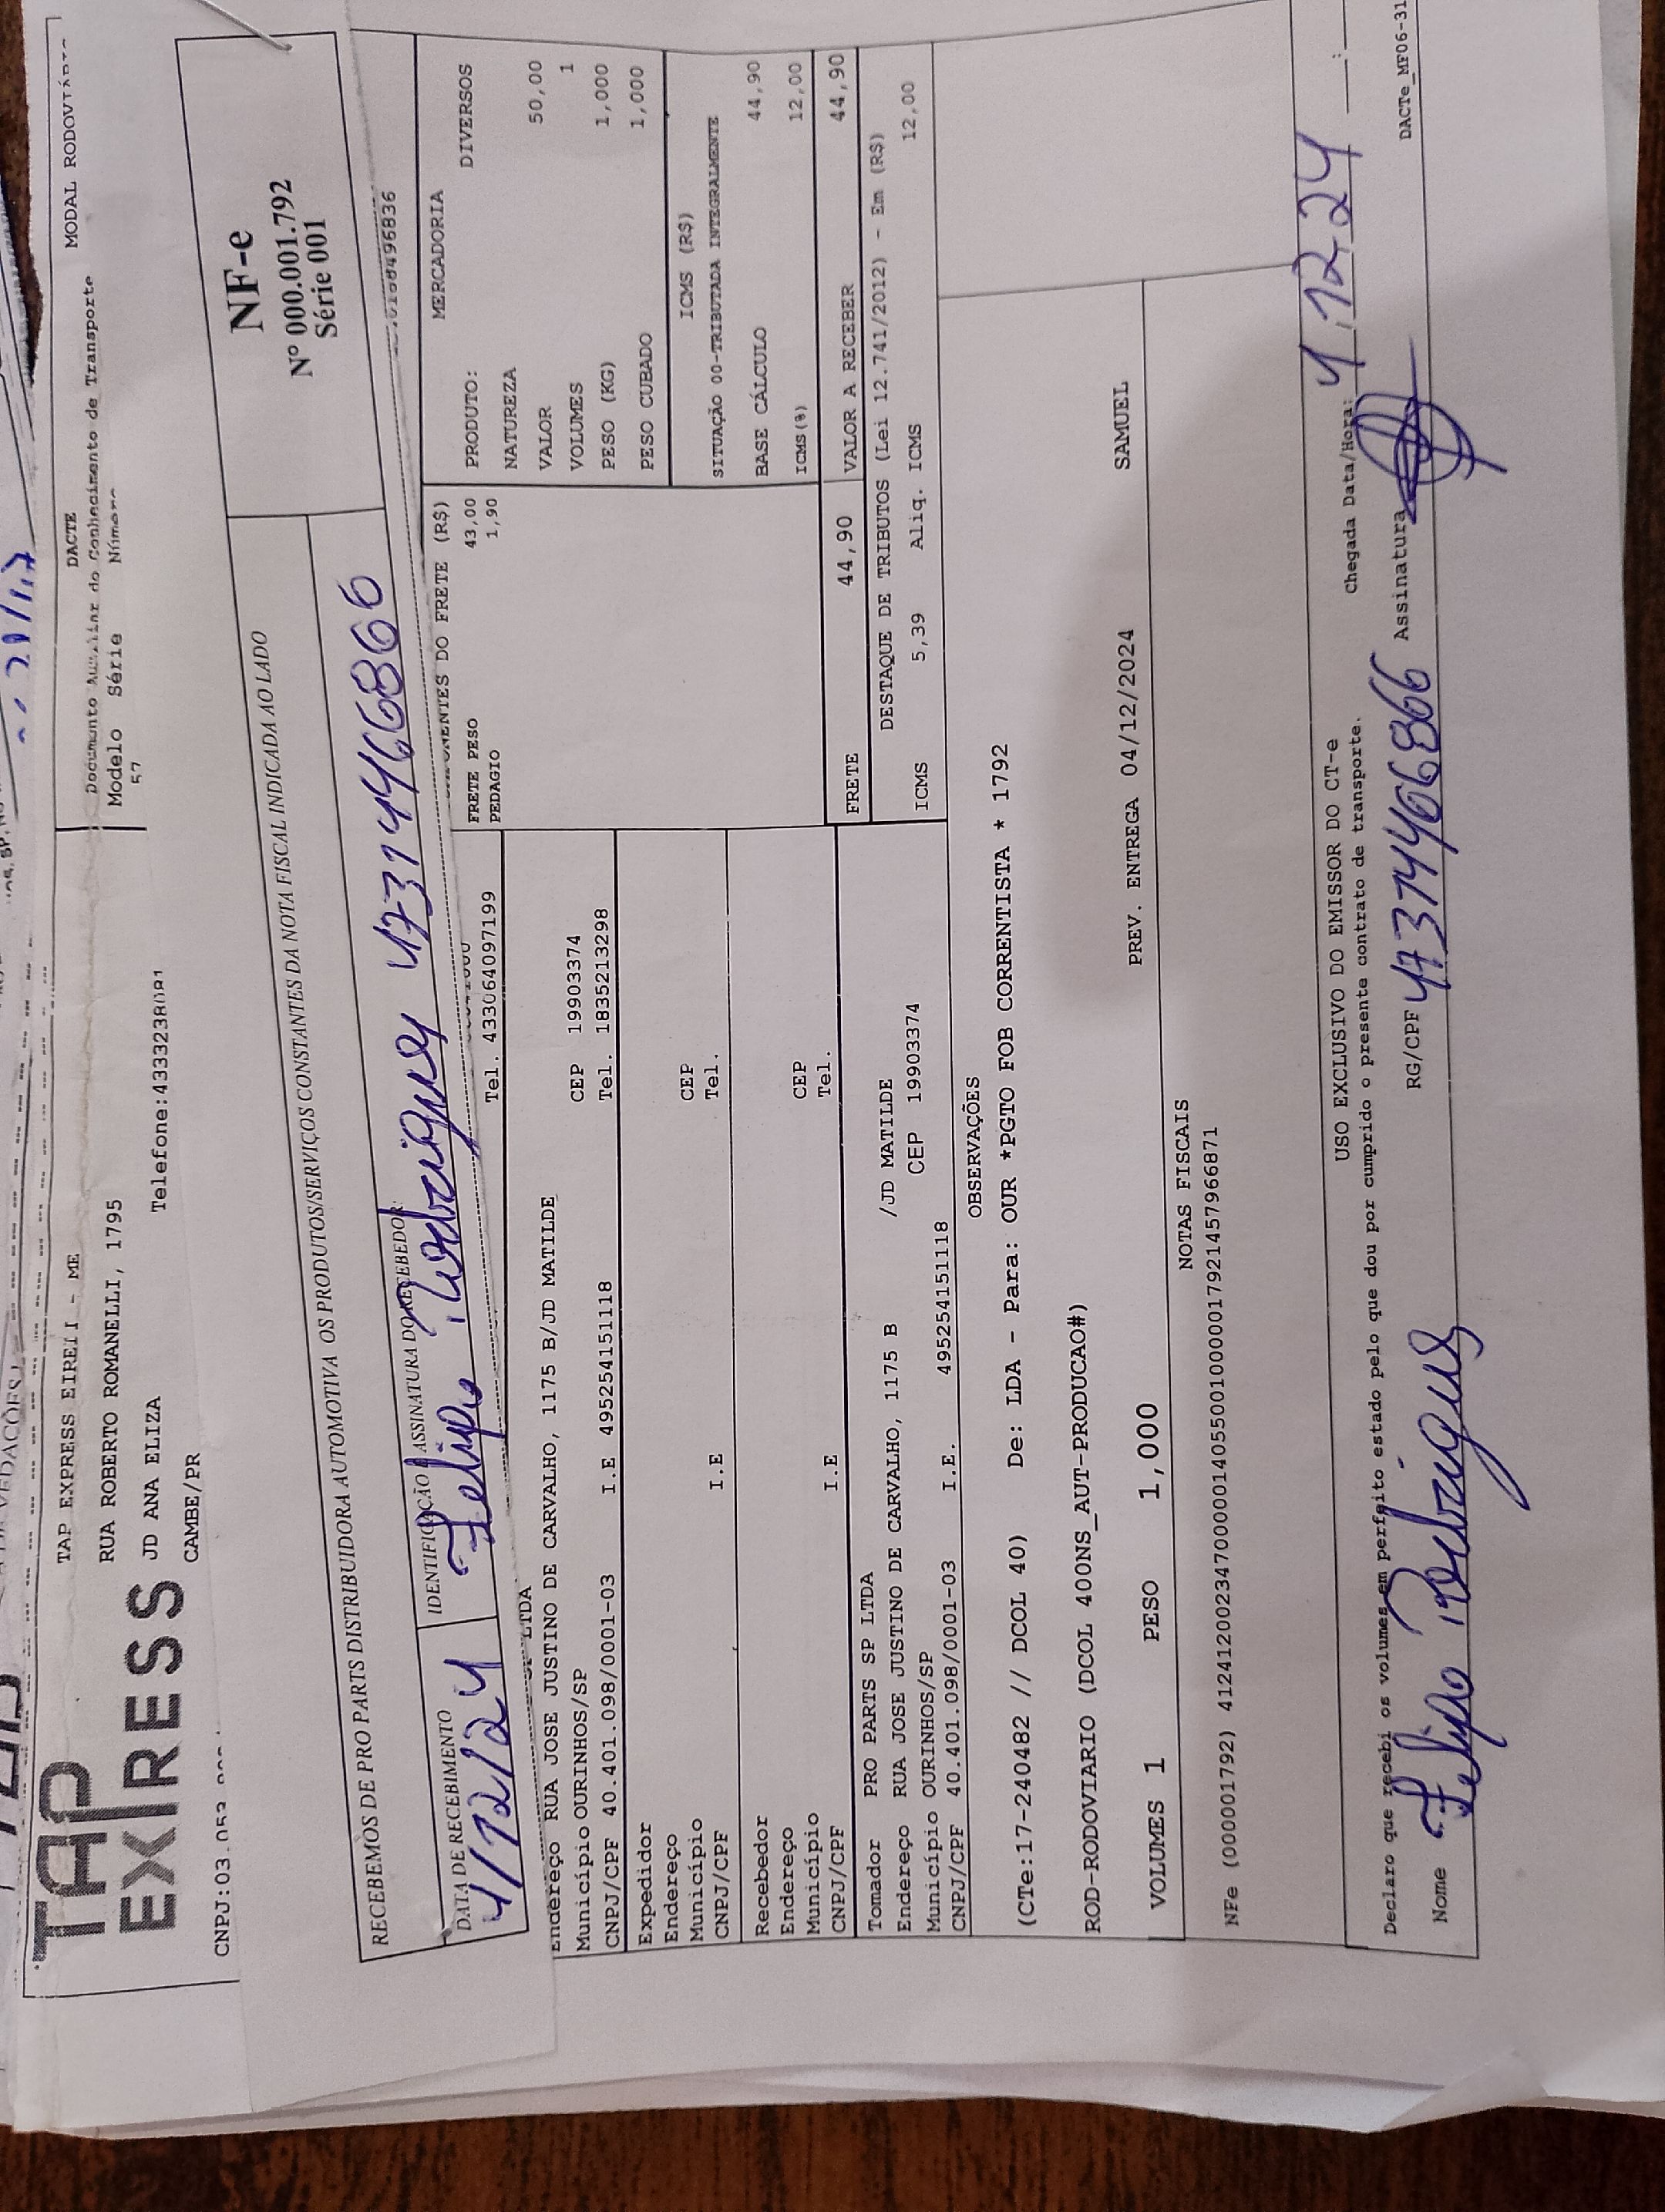 TAP EXPRESS EIRELI - ME
TAP
EXPRESS
RUA ROBERTO ROMANELLI, 1795
JD ANA ELIZA
Telefone:43332380
CAMBE/PR
CNPJ:03.053
DACTE
MODAL RODOVIÁRIO
Documento Auxiliar do Conhecimento de Transporte
Modelo Série Número
57
RECEBEMOS DE PRO PARTS DISTRIBUIDORA AUTOMOTIVA OS PRODUTOS/SERVIÇOS CONSTANTES DA NOTA FISCAL INDICADA AO LADO
NF-e
Nº 000.001.792
Série 001
DATA DE RECEBIMENTO
4/12/24
IDENTIFICAÇÃO E ASSINATURA DO RECEBEDOR
Felipe Rodrigues 47374466866
496836
LTDA
Tel. 433064097199
Endereço RUA JOSE JUSTINO DE CARVALHO, 1175 B/JD MATILDE
Município OURINHOS/SP CEP 19903374
CNPJ/CPF 40.401.098/0001-03 I.E 495254151118 Tel. 1835213298
Expedidor
Endereço
Município CEP
CNPJ/CPF I.E Tel.
Recebedor
Endereço
Município CEP
CNPJ/CPF I.E Tel.
Tomador PRO PARTS SP LTDA
Endereço RUA JOSE JUSTINO DE CARVALHO, 1175 B /JD MATILDE
Município OURINHOS/SP CEP 19903374
CNPJ/CPF 40.401.098/0001-03 I.E. 495254151118
COMPONENTES DO FRETE (R$)
FRETE PESO 43,00
PEDAGIO 1,90
FRETE 44,90
MERCADORIA
PRODUTO: DIVERSOS
NATUREZA
VALOR 50,00
VOLUMES 1
PESO (KG) 1,000
PESO CUBADO 1,000
ICMS (R$)
SITUAÇÃO 00-TRIBUTADA INTEGRALMENTE
BASE CÁLCULO 44,90
ICMS(%) 12,00
VALOR A RECEBER 44,90
DESTAQUE DE TRIBUTOS (Lei 12.741/2012) - Em (R$)
ICMS 5,39 Aliq. ICMS 12,00
OBSERVAÇÕES
(CTe:17-240482 // DCOL 40) De: LDA - Para: OUR *PGTO FOB CORRENTISTA * 1792
ROD-RODOVIARIO (DCOL 400NS_AUT-PRODUCAO#)
VOLUMES 1 PESO 1,000 PREV. ENTREGA 04/12/2024 SAMUEL
NOTAS FISCAIS
NFe (000001792) 41241200234700000140550010000017921457966871
USO EXCLUSIVO DO EMISSOR DO CT-e
Declaro que recebi os volumes em perfeito estado pelo que dou por cumprido o presente contrato de transporte.
Chegada Data/Hora: 4.12.24 :
Nome Felipe Rodrigues RG/CPF 47374466866 Assinatura
DACTe_MF06-31